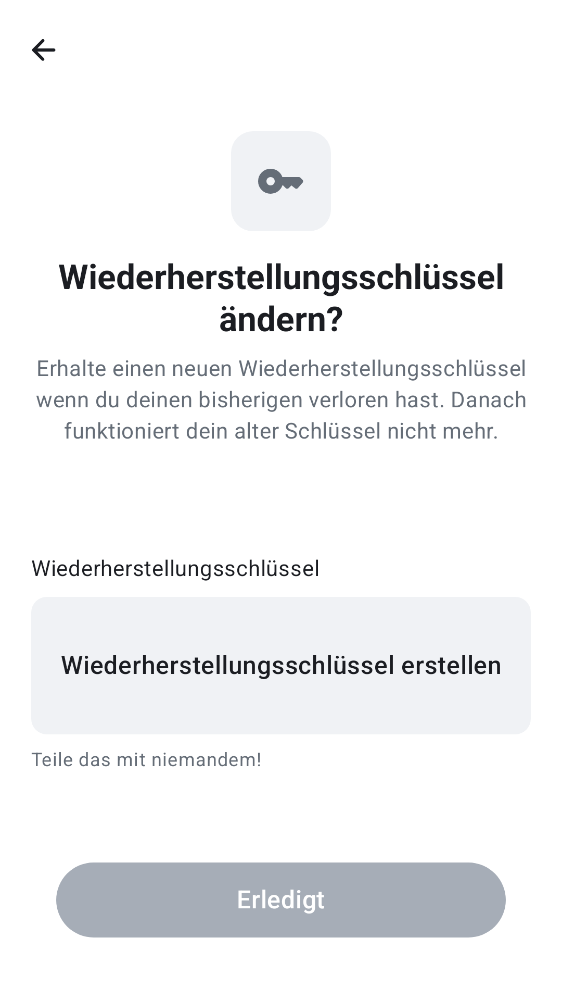 Wiederherstellungsschlüssel
ändern?
Erhalte einen neuen Wiederherstellungsschlüssel
wenn du deinen bisherigen verloren hast. Danach
funktioniert dein alter Schlüssel nicht mehr.
Wiederherstellungsschlüssel
Wiederherstellungsschlüssel erstellen
Teile das mit niemandem!
Erledigt